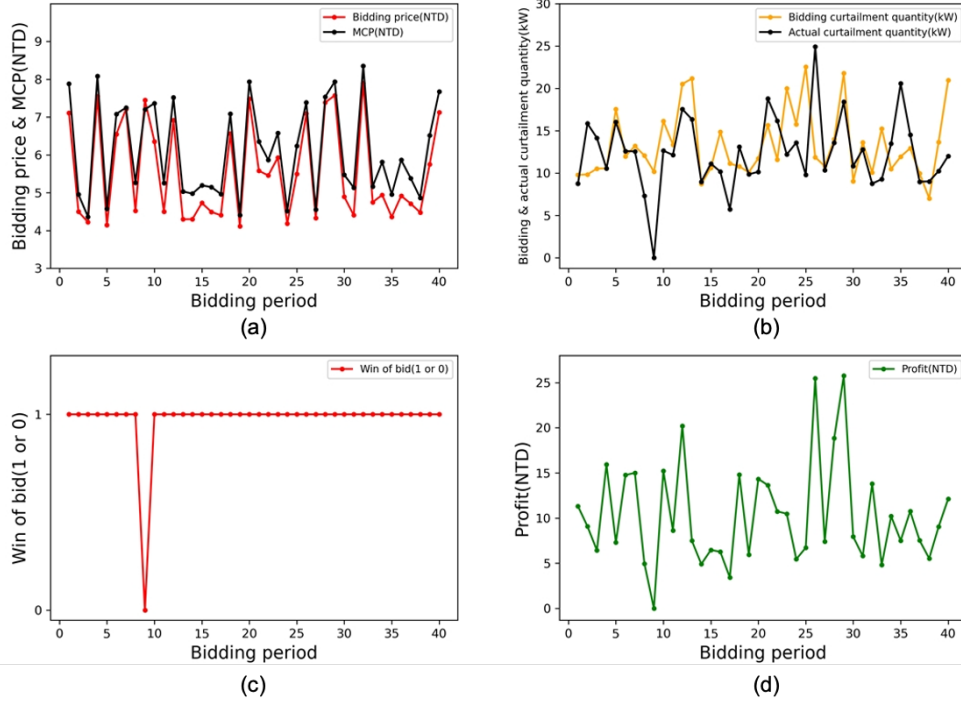 Bidding price(NTD)
MCP(NTD)
Bidding price & MCP(NTD)
9
8
7
6
5
4
3
0 5 10 15 20 25 30 35 40
Bidding period
(a)
Bidding curtailment quantity(kW)
Actual curtailment quantity(kW)
Bidding & actual curtailment quantity(kW)
30
25
20
15
10
5
0
0 5 10 15 20 25 30 35 40
Bidding period
(b)
Win of bid(1 or 0)
Win of bid(1 or 0)
1
0
0 5 10 15 20 25 30 35 40
Bidding period
(c)
Profit(NTD)
Profit(NTD)
25
20
15
10
5
0
0 5 10 15 20 25 30 35 40
Bidding period
(d)